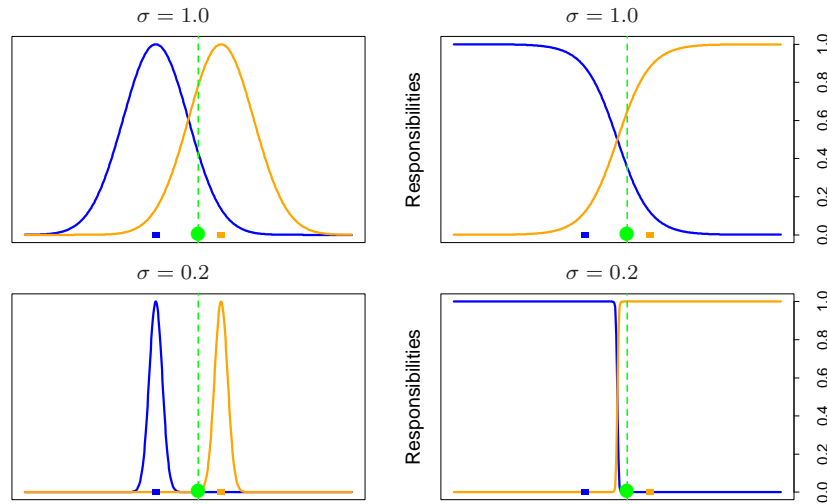 σ = 1.0
σ = 1.0
Responsibilities
0.0 0.2 0.4 0.6 0.8 1.0
σ = 0.2
σ = 0.2
Responsibilities
0.0 0.2 0.4 0.6 0.8 1.0